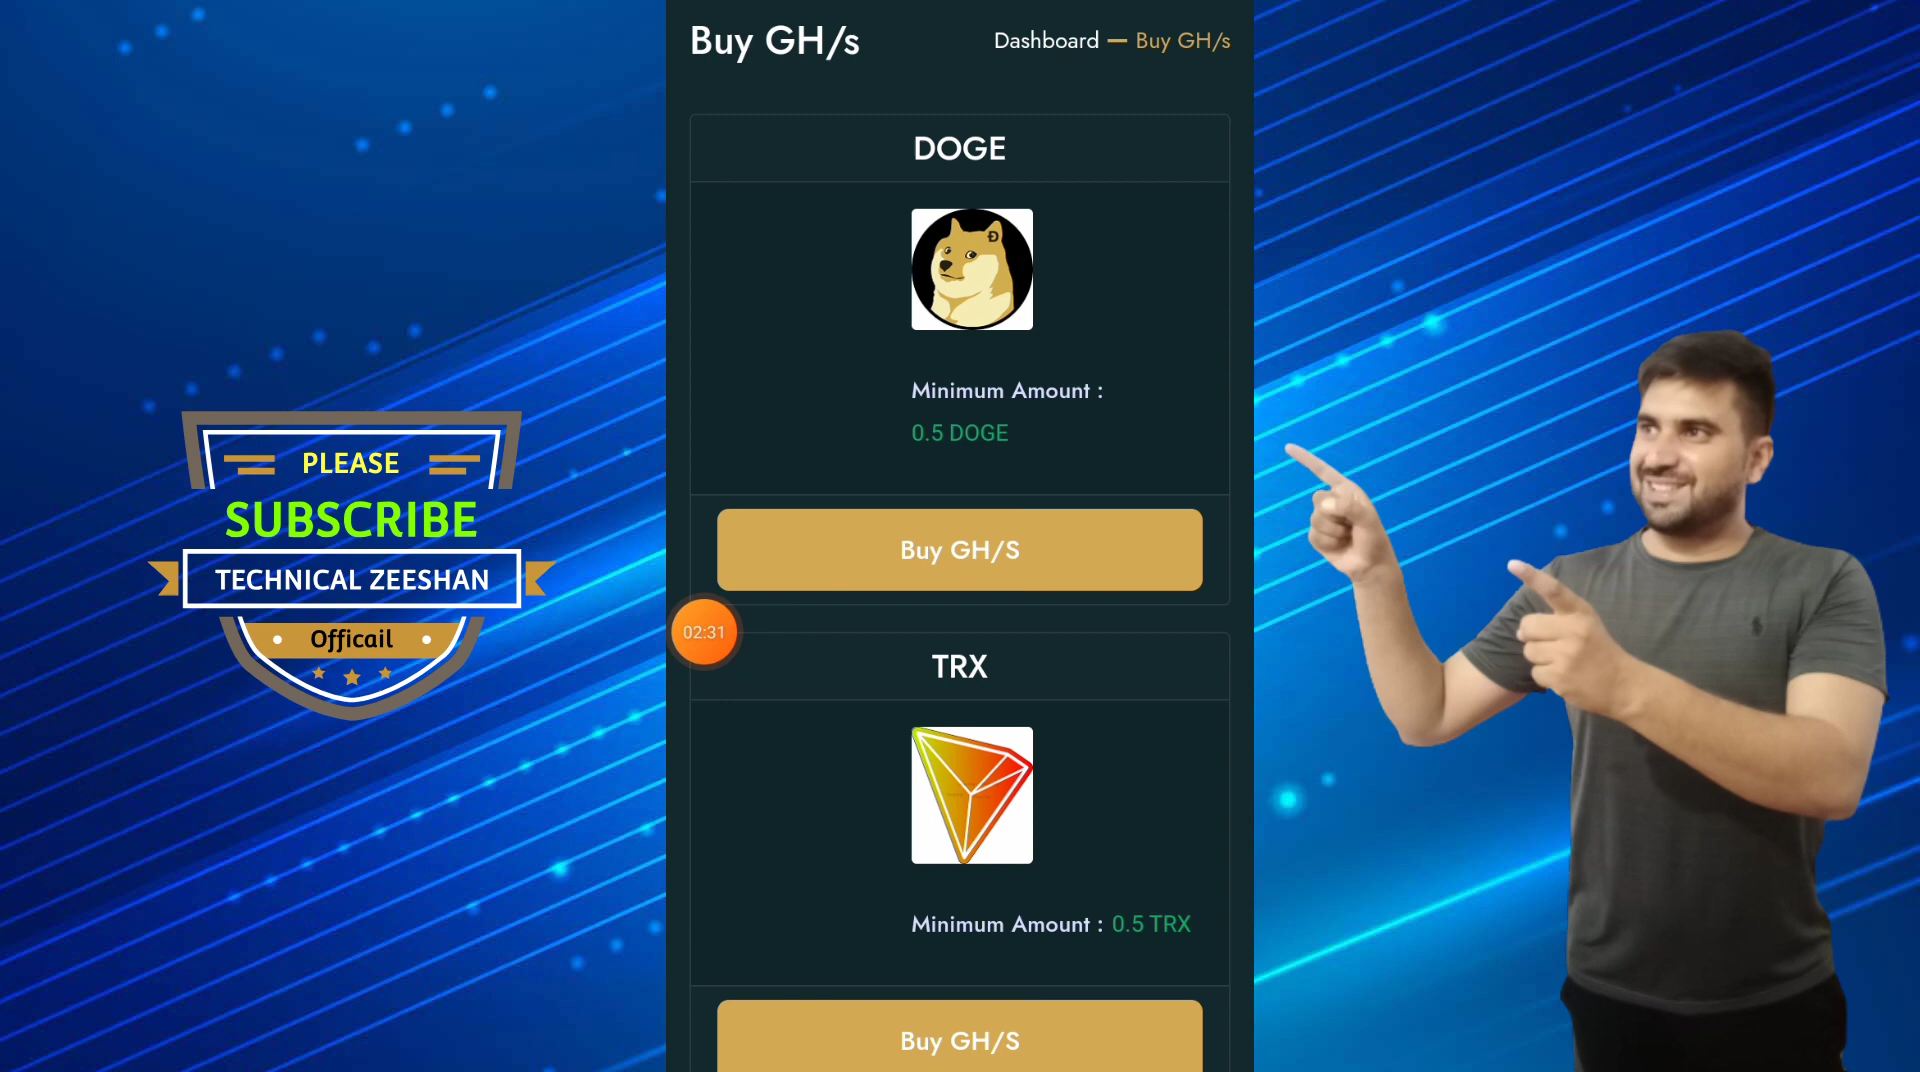 PLEASE
SUBSCRIBE
TECHNICAL ZEESHAN
Officail
Buy GH/s
Dashboard — Buy GH/s
DOGE
Ð
Minimum Amount :
0.5 DOGE
Buy GH/S
02:31
TRX
Minimum Amount : 0.5 TRX
Buy GH/S